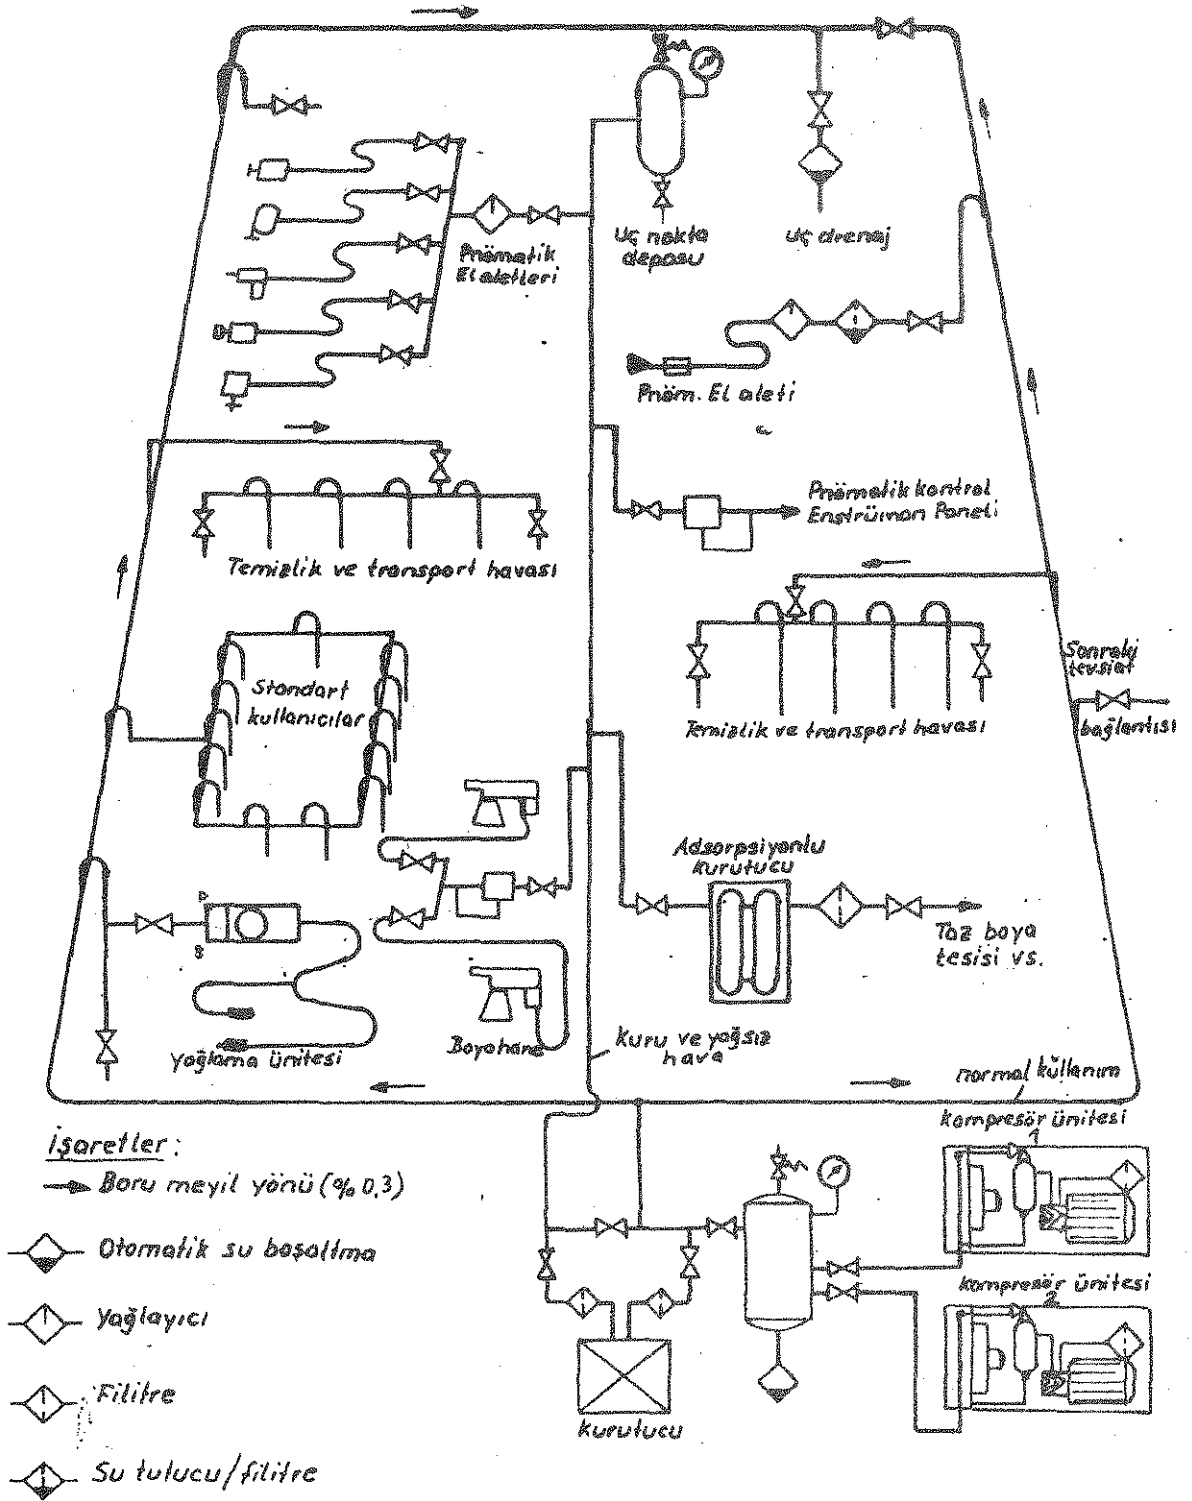 Pnömatik
El aletleri
Uç nokta
deposu
Uç drenaj
Pnöm. El aleti
Pnömatik kontrol
Enstrüman Paneli
Temizlik ve transport havası
Standart
kullanıcılar
Sonraki
tevsiat
bağlantısı
Temizlik ve transport havası
Adsorpsiyonlu
kurutucu
Toz boya
tesisi vs.
Yağlama ünitesi
Boyahane
Kuru ve yağsız
hava
normal kullanım
kompresör ünitesi
1
kompresör ünitesi
2
kurutucu
işaretler :
Boru meyil yönü (% 0,3)
Otomatik su boşaltma
Yağlayıcı
Filitre
Su tutucu/filitre